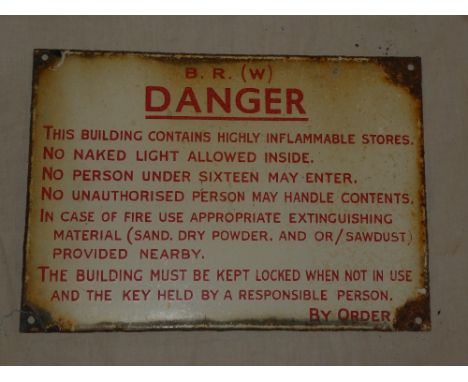 B. R. (W)
DANGER
THIS BUILDING CONTAINS HIGHLY INFLAMMABLE STORES.
NO NAKED LIGHT ALLOWED INSIDE.
NO PERSON UNDER SIXTEEN MAY ENTER.
NO UNAUTHORISED PERSON MAY HANDLE CONTENTS.
IN CASE OF FIRE USE APPROPRIATE EXTINGUISHING
MATERIAL (SAND, DRY POWDER, AND OR/SAWDUST)
PROVIDED NEARBY.
THE BUILDING MUST BE KEPT LOCKED WHEN NOT IN USE
AND THE KEY HELD BY A RESPONSIBLE PERSON.
BY ORDER.